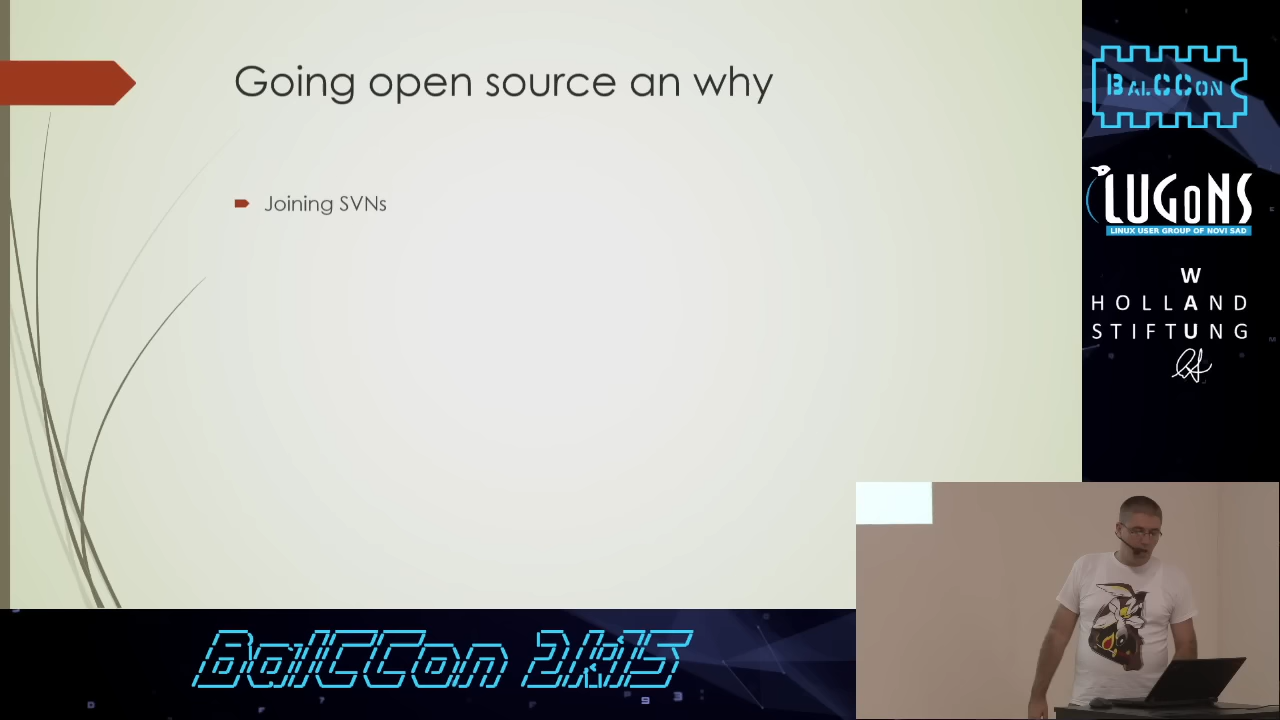 Going open source an why
Joining SVNs
BALCCON
LUGONS
LINUX USER GROUP OF NOVI SAD
W
HOLLAND
A
STIFTUNG
BalCCon 2k15